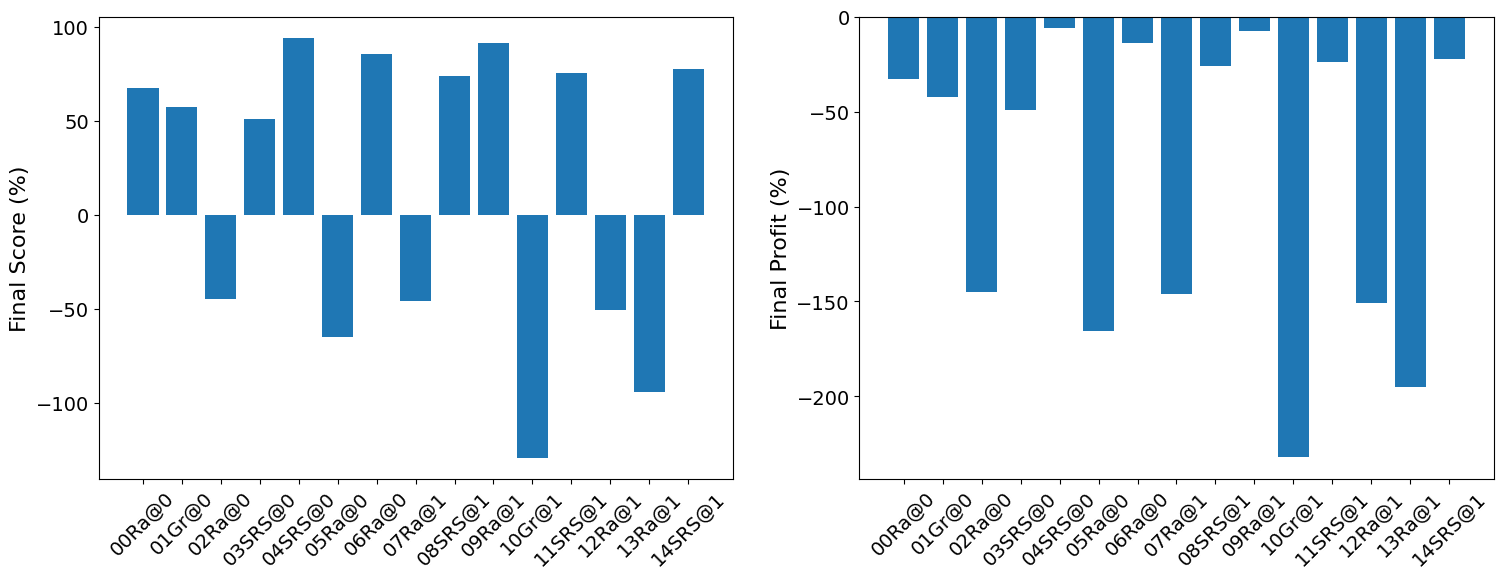 Final Score (%)
100
50
0
−50
−100
00Ra@0
01Gr@0
02Ra@0
03SRS@0
04SRS@0
05Ra@0
06Ra@0
07Ra@1
08SRS@1
09Ra@1
10Gr@1
11SRS@1
12Ra@1
13Ra@1
14SRS@1
Final Profit (%)
0
−50
−100
−150
−200
00Ra@0
01Gr@0
02Ra@0
03SRS@0
04SRS@0
05Ra@0
06Ra@0
07Ra@1
08SRS@1
09Ra@1
10Gr@1
11SRS@1
12Ra@1
13Ra@1
14SRS@1